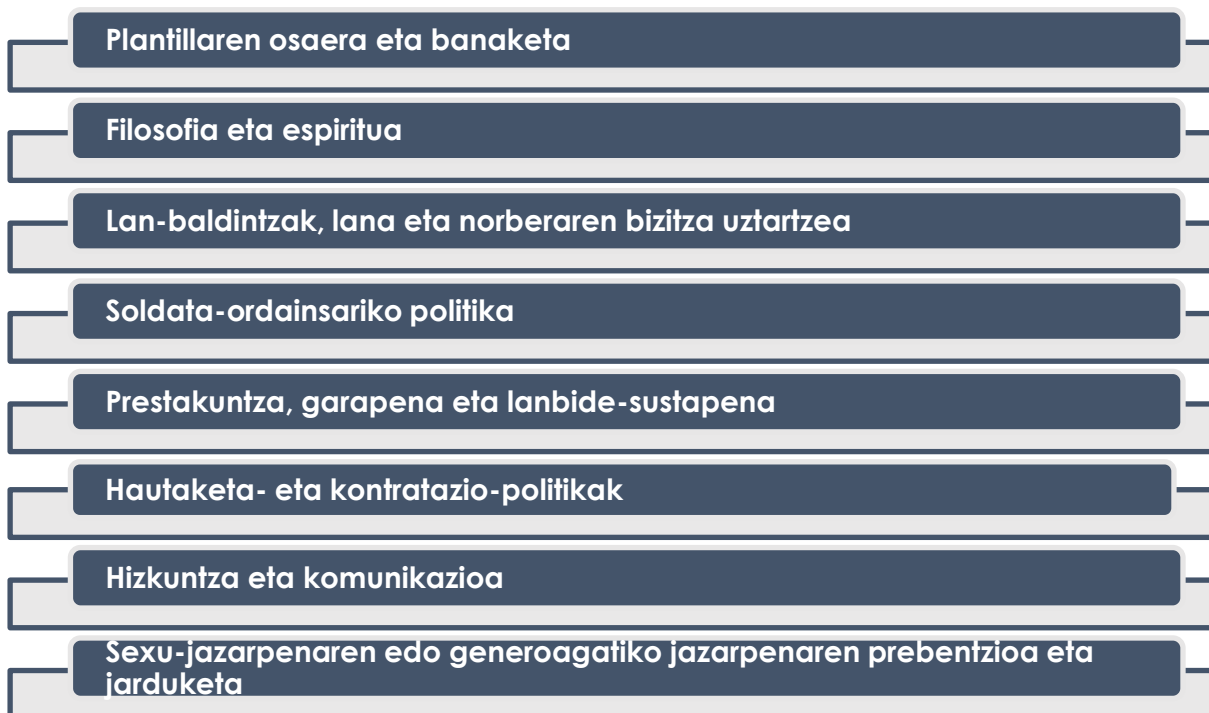 Plantillaren osaera eta banaketa
Filosofia eta espiritua
Lan-baldintzak, lana eta norberaren bizitza uztartzea
Soldata-ordainsariko politika
Prestakuntza, garapena eta lanbide-sustapena
Hautaketa- eta kontratazio-politikak
Hizkuntza eta komunikazioa
Sexu-jazarpenaren edo generoagatiko jazarpenaren prebentzioa eta
jarduketa